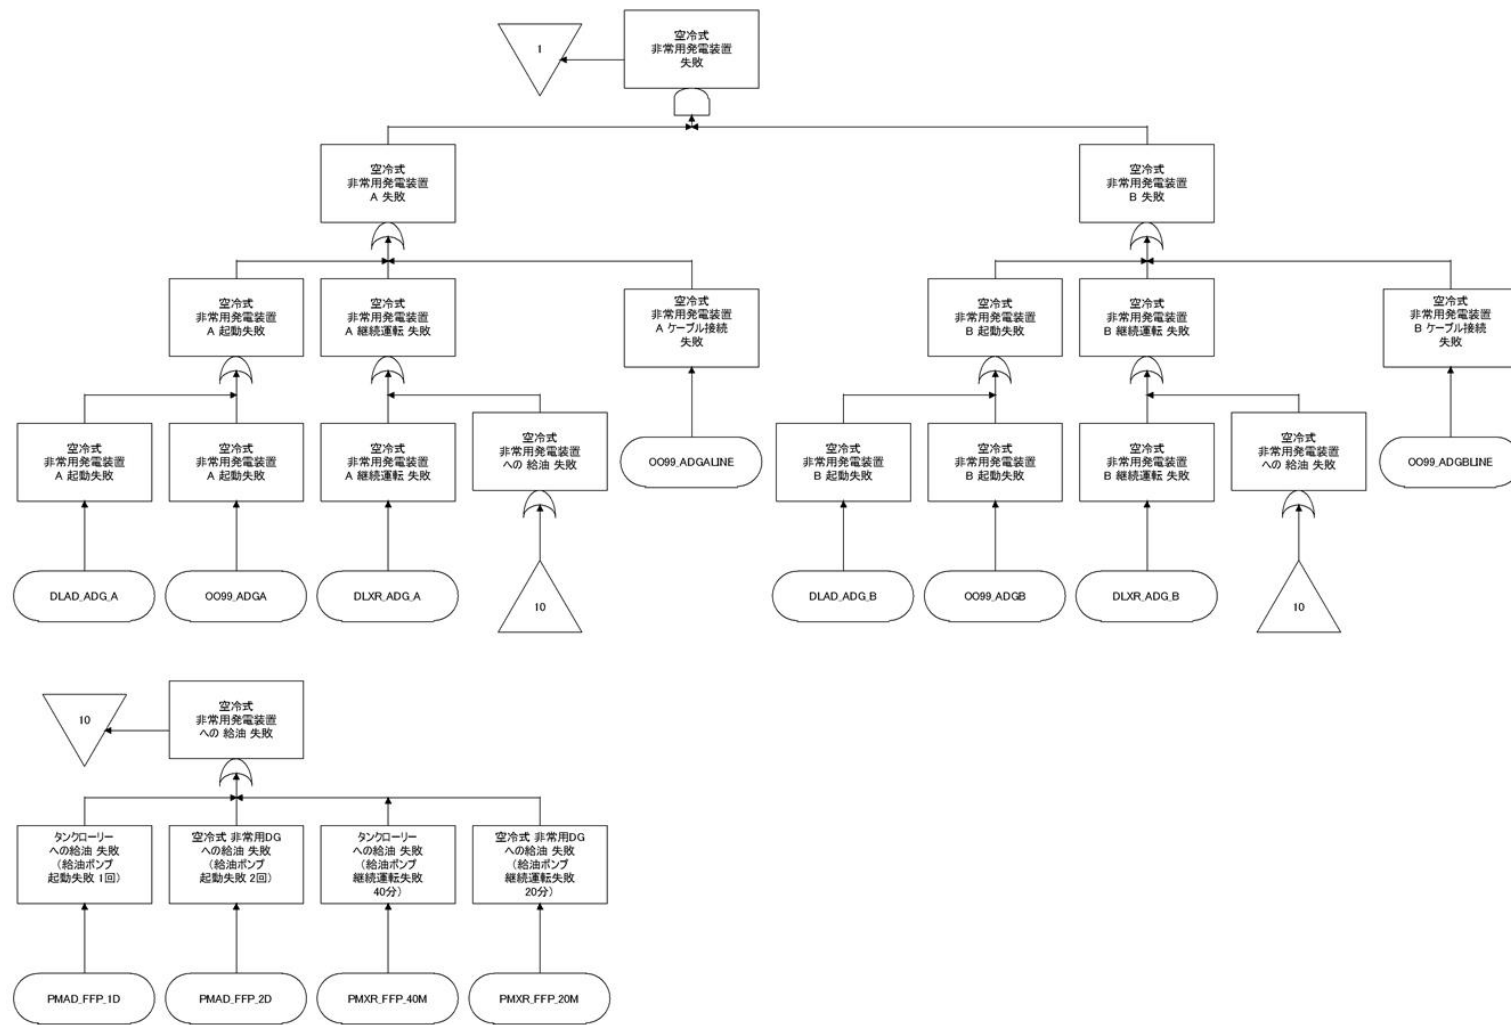 1
空冷式
非常用発電装置
失敗
空冷式
非常用発電装置
A 失敗
空冷式
非常用発電装置
B 失敗
空冷式
非常用発電装置
A 起動失敗
空冷式
非常用発電装置
A 継続運転 失敗
空冷式
非常用発電装置
A ケーブル接続
失敗
空冷式
非常用発電装置
B 起動失敗
空冷式
非常用発電装置
B 継続運転 失敗
空冷式
非常用発電装置
B ケーブル接続
失敗
空冷式
非常用発電装置
A 起動失敗
空冷式
非常用発電装置
A 起動失敗
空冷式
非常用発電装置
A 継続運転 失敗
空冷式
非常用発電装置
への 給油 失敗
OO99_ADGALINE
空冷式
非常用発電装置
B 起動失敗
空冷式
非常用発電装置
B 起動失敗
空冷式
非常用発電装置
B 継続運転 失敗
空冷式
非常用発電装置
への 給油 失敗
OO99_ADGBLINE
DLAD_ADG_A
OO99_ADGA
DLXR_ADG_A
10
DLAD_ADG_B
OO99_ADGB
DLXR_ADG_B
10
10
空冷式
非常用発電装置
への 給油 失敗
タンクローリー
への給油 失敗
(給油ポンプ
起動失敗 1回)
空冷式 非常用DG
への給油 失敗
(給油ポンプ
起動失敗 2回)
タンクローリー
への給油 失敗
(給油ポンプ
継続運転失敗
40分)
空冷式 非常用DG
への給油 失敗
(給油ポンプ
継続運転失敗
20分)
PMAD_FFP_1D
PMAD_FFP_2D
PMXR_FFP_40M
PMXR_FFP_20M